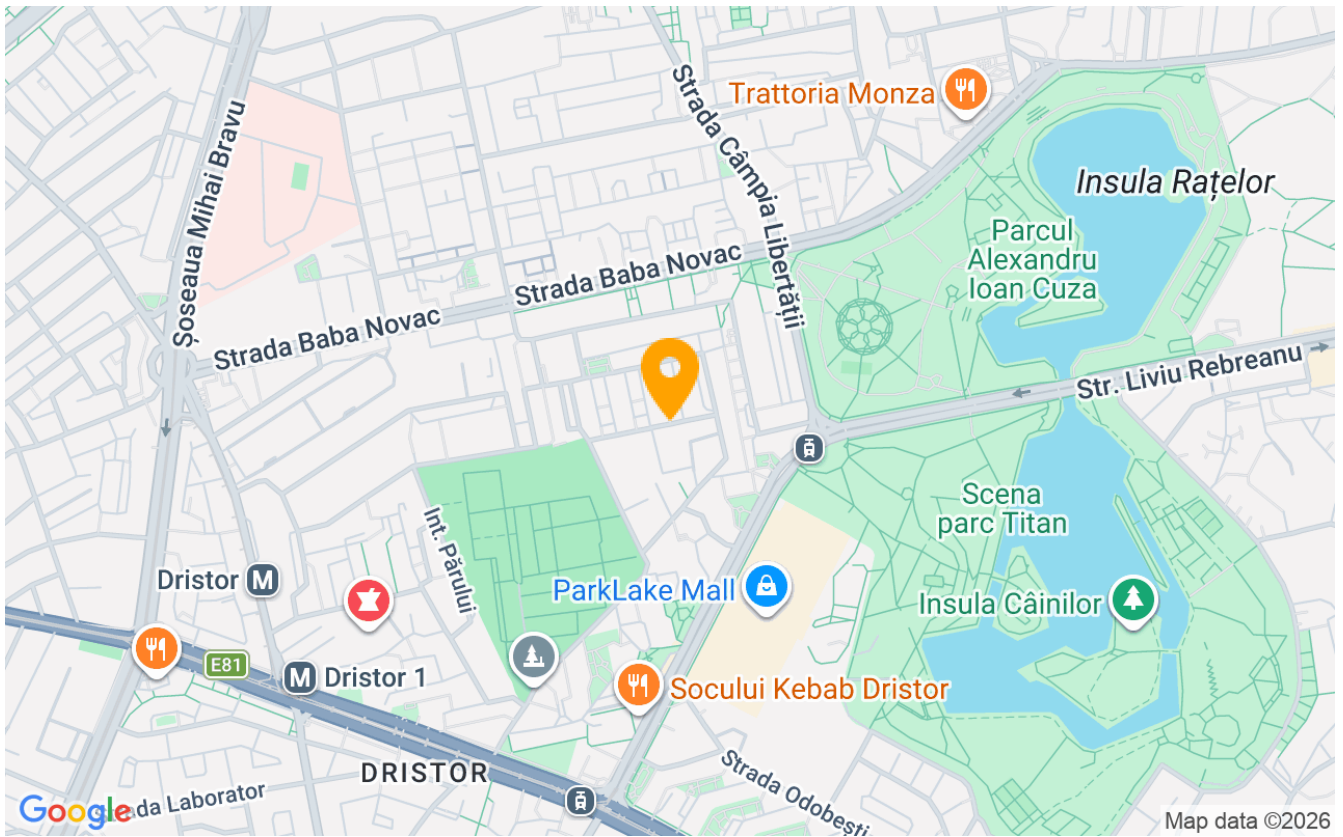 Trattoria Monza
Strada Câmpia Libertății
Insula Rațelor
Șoseaua Mihai Bravu
Parcul
Alexandru
Ioan Cuza
Strada Baba Novac
Strada Baba Novac
Str. Liviu Rebreanu
Scena
parc Titan
Int. Părului
Dristor M
ParkLake Mall
Insula Câinilor
E81
M Dristor 1
Socului Kebab Dristor
DRISTOR
Strada Odobești
Google
rada Laborator
Map data ©2026